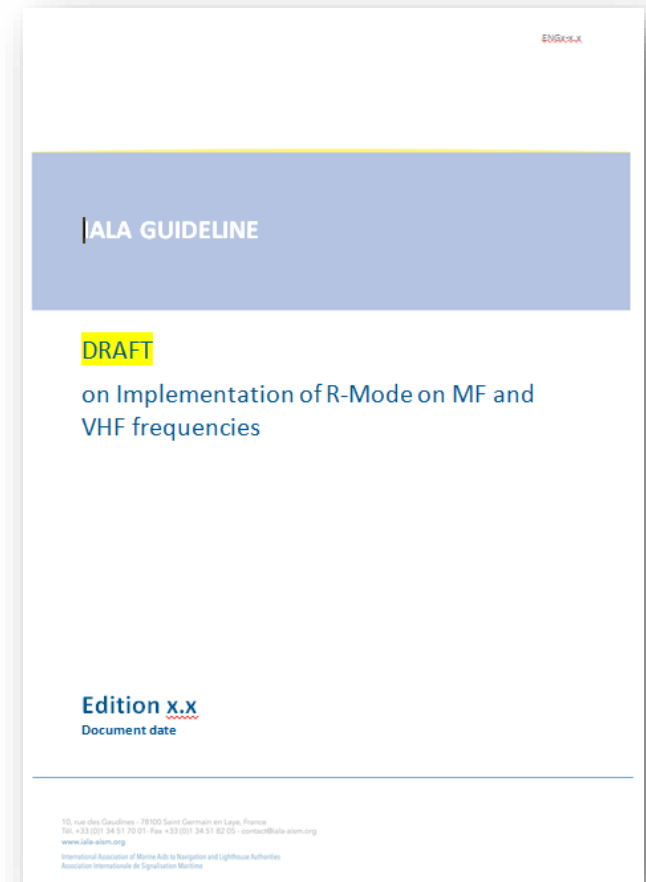 ENGx-x.x
IALA GUIDELINE
DRAFT
on Implementation of R-Mode on MF and
VHF frequencies
Edition x.x
Document date
10, rue des Gaudines - 78100 Saint Germain en Laye, France
Tél. +33 (0)1 34 51 70 01- Fax +33 (0)1 34 51 82 05 - contact@iala-aism.org
www.iala-aism.org
International Association of Marine Aids to Navigation and Lighthouse Authorities
Association Internationale de Signalisation Maritime